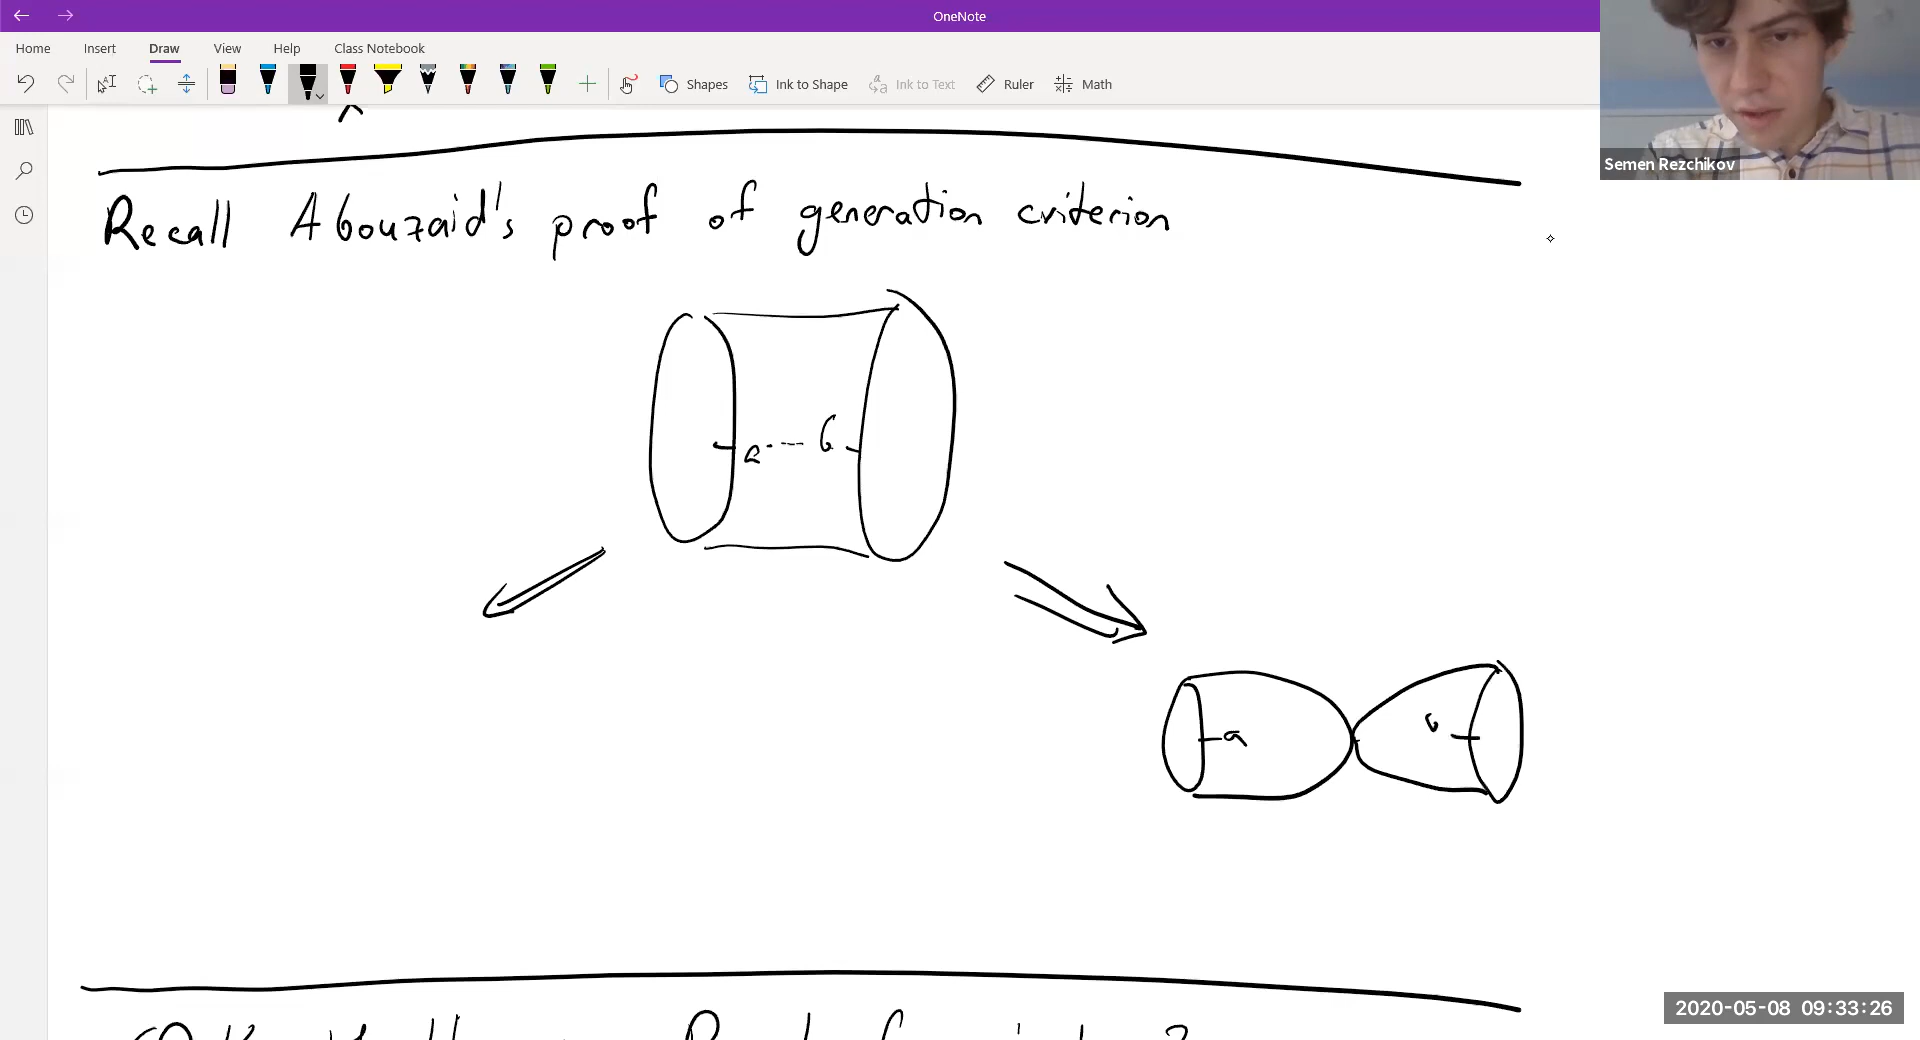 OneNote
Home Insert Draw View Help Class Notebook
Shapes Ink to Shape Ink to Text Ruler Math
Semen Rezchikov
Recall Abouzaid's proof of generation criterion
a b
a b
2020-05-08 09:33:26